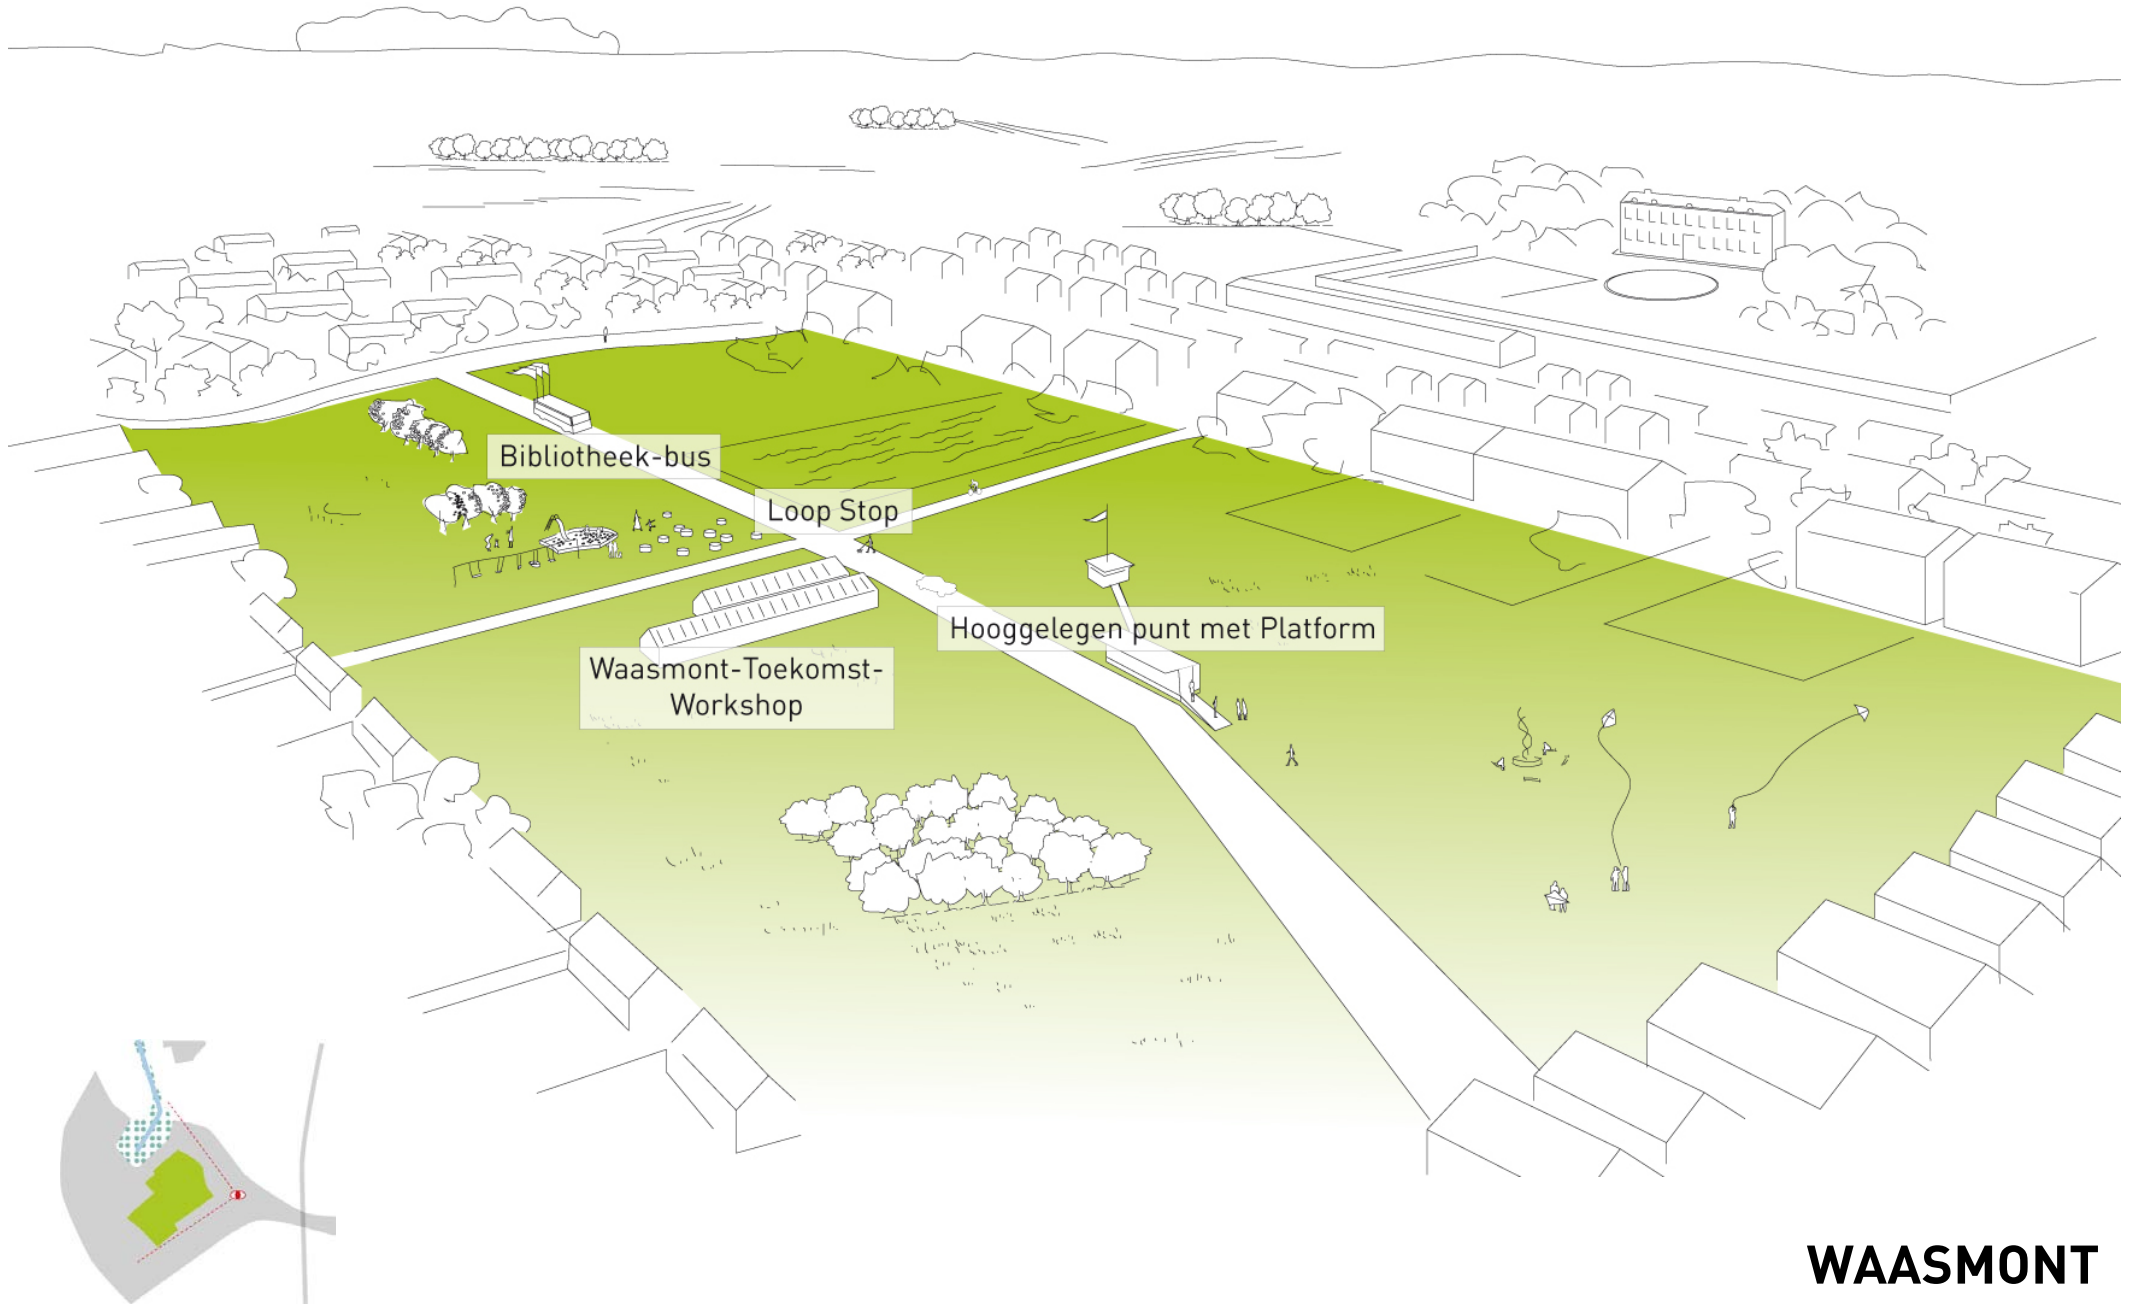 Bibliotheek-bus
Loop Stop
Hooggelegen punt met Platform
Waasmont-Toekomst-
Workshop
WAASMONT